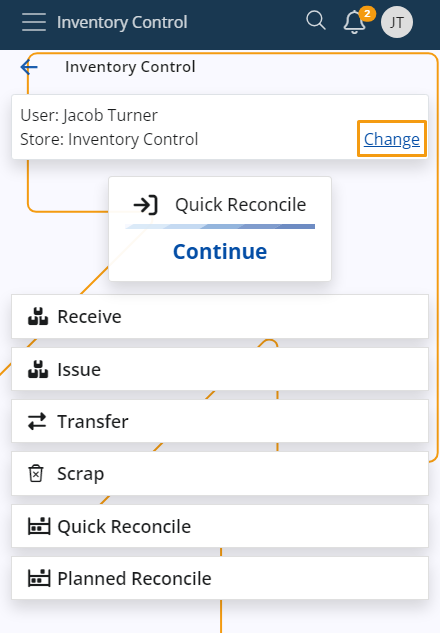 Inventory Control
2
JT
Inventory Control
User: Jacob Turner
Store: Inventory Control
Change
Quick Reconcile
Continue
Receive
Issue
Transfer
Scrap
Quick Reconcile
Planned Reconcile